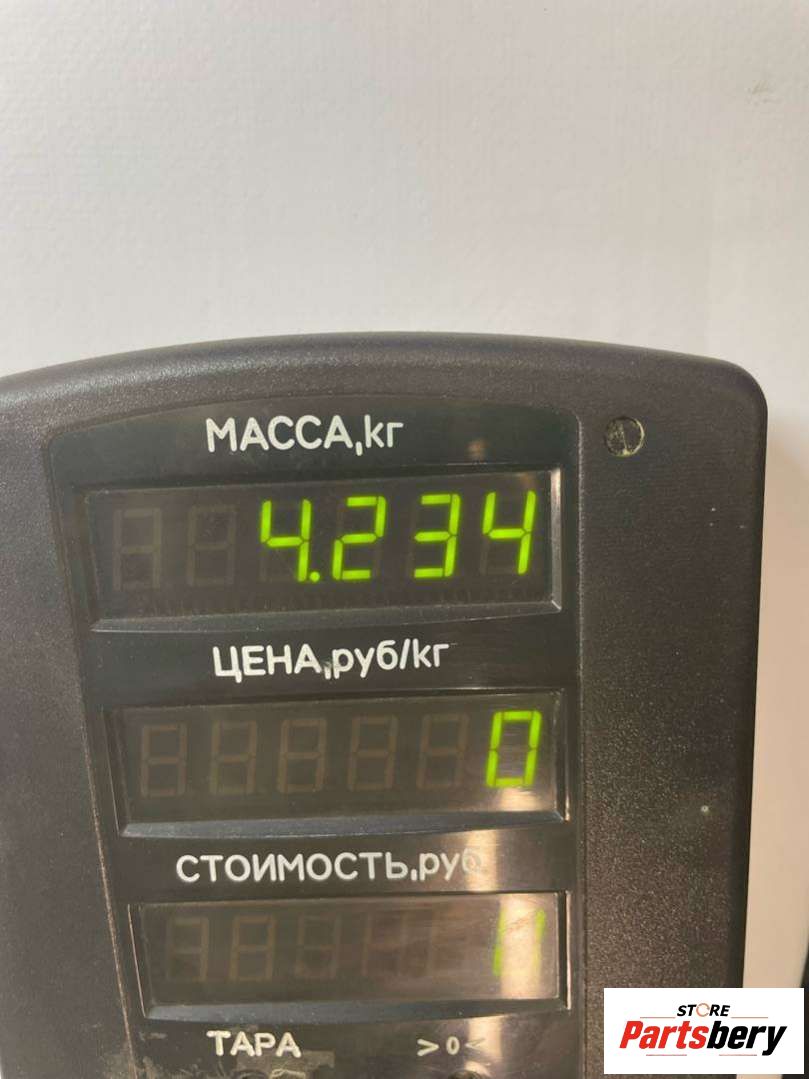 МАССА,кг
4.234
ЦЕНА,руб/кг
0
СТОИМОСТЬ,руб
ТАРА >0<
STORE
Partsbery